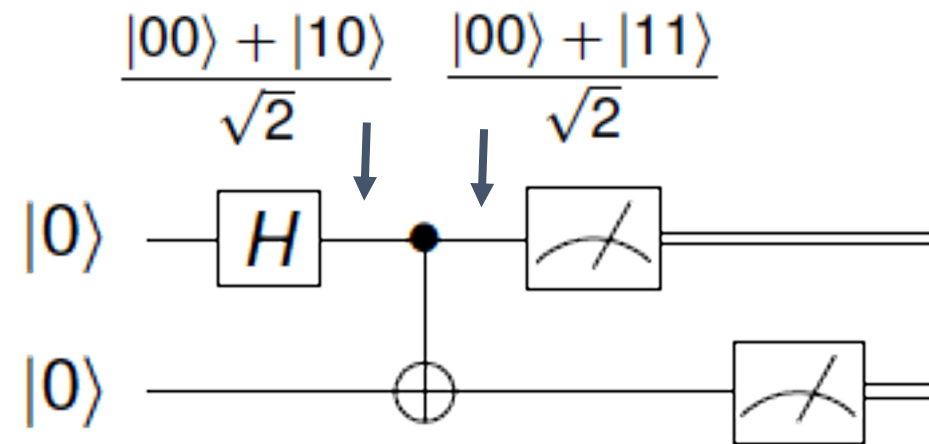 |00⟩ + |10⟩
√2
|00⟩ + |11⟩
√2
|0⟩
H
|0⟩